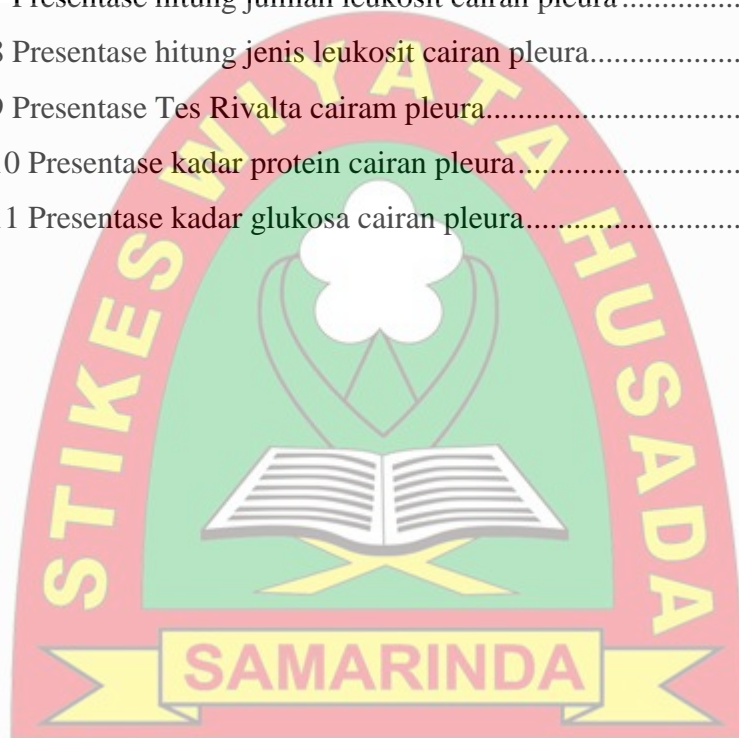 Presentase hitung jumlah leukosit cairan pleura
8 Presentase hitung jenis leukosit cairan pleura
9 Presentase Tes Rivalta cairam pleura
10 Presentase kadar protein cairan pleura
11 Presentase kadar glukosa cairan pleura
STIKES WIYATA HUSADA
SAMARINDA